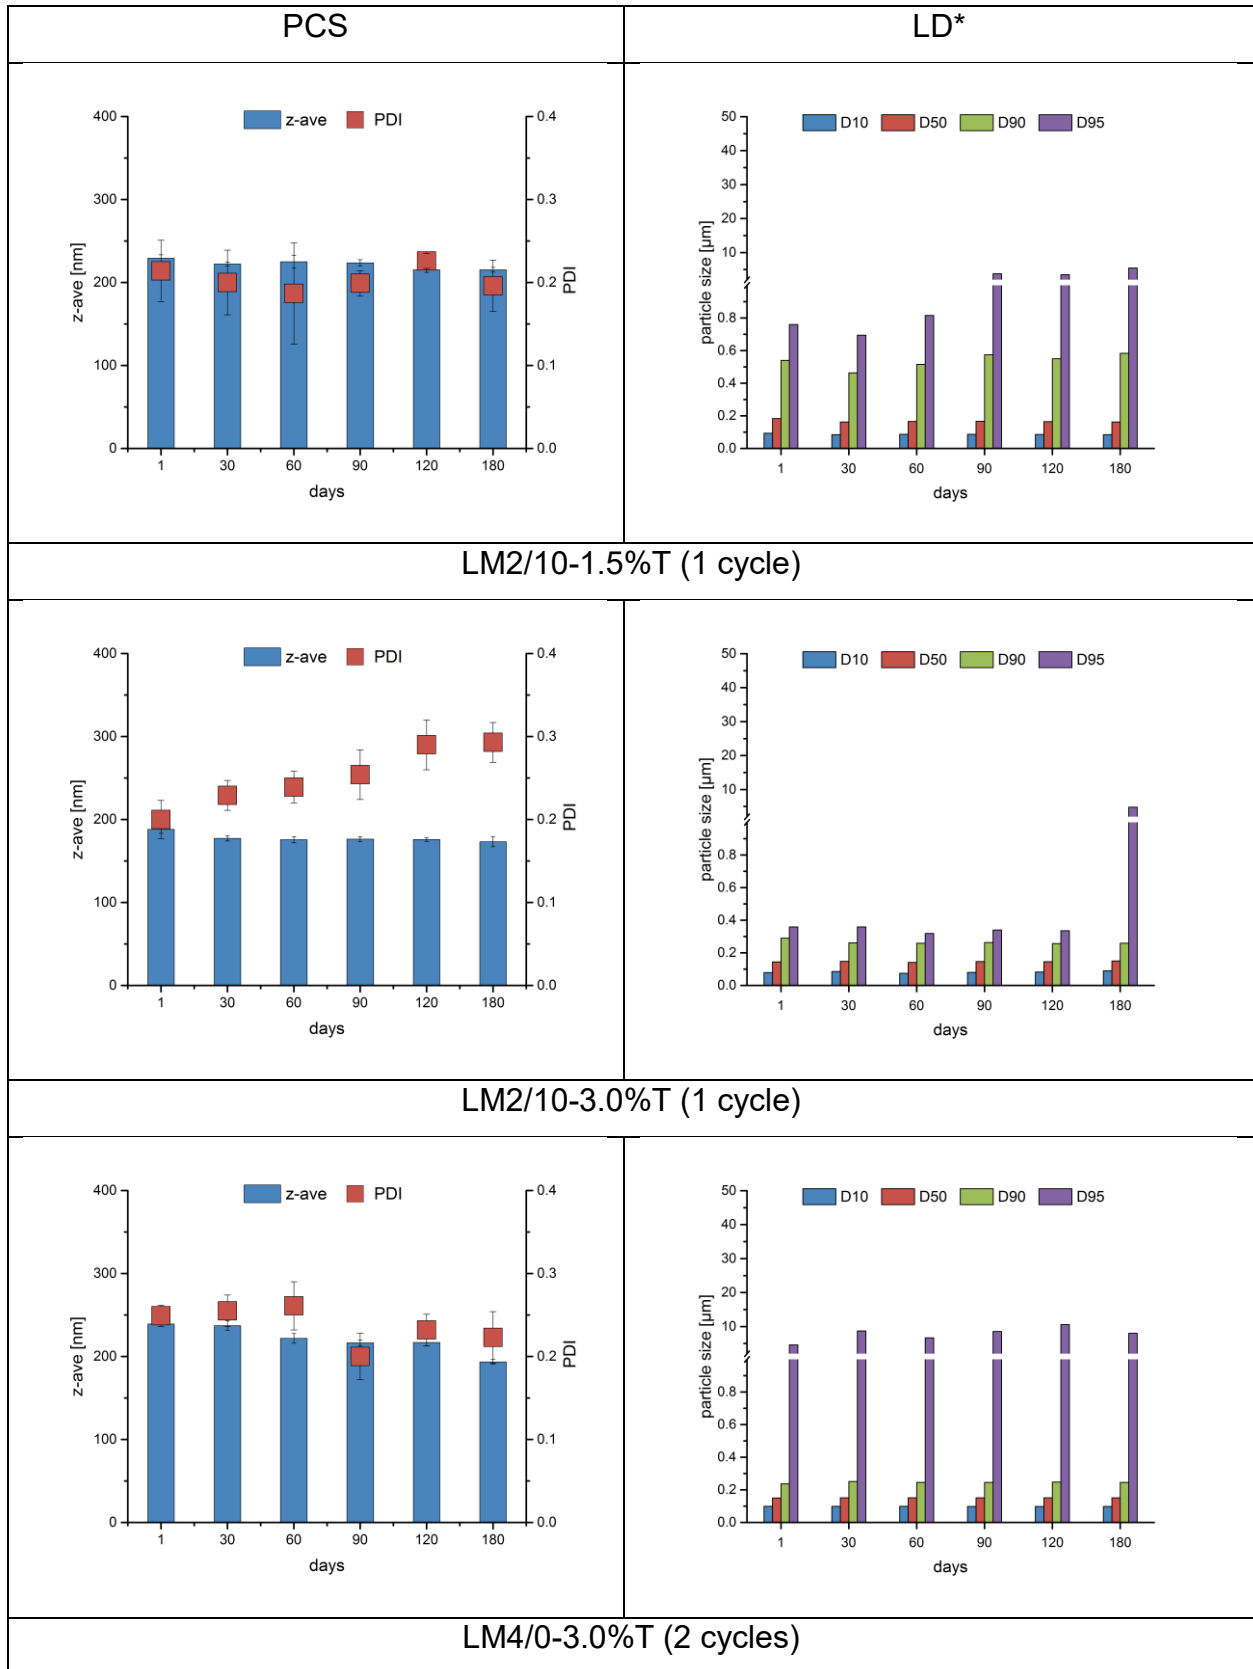 PCS
LD*
z-ave PDI
400
300
200
100
0
z-ave [nm]
0.4
0.3
0.2
0.1
0.0
PDI
1 30 60 90 120 180
days
D10 D50 D90 D95
50
40
30
20
10
0.8
0.6
0.4
0.2
0.0
particle size [µm]
1 30 60 90 120 180
days
LM2/10-1.5%T (1 cycle)
z-ave PDI
400
300
200
100
0
z-ave [nm]
0.4
0.3
0.2
0.1
0.0
PDI
1 30 60 90 120 180
days
D10 D50 D90 D95
50
40
30
20
10
0.8
0.6
0.4
0.2
0.0
particle size [µm]
1 30 60 90 120 180
days
LM2/10-3.0%T (1 cycle)
z-ave PDI
400
300
200
100
0
z-ave [nm]
0.4
0.3
0.2
0.1
0.0
PDI
1 30 60 90 120 180
days
D10 D50 D90 D95
50
40
30
20
10
0.8
0.6
0.4
0.2
0.0
particle size [µm]
1 30 60 90 120 180
days
LM4/0-3.0%T (2 cycles)